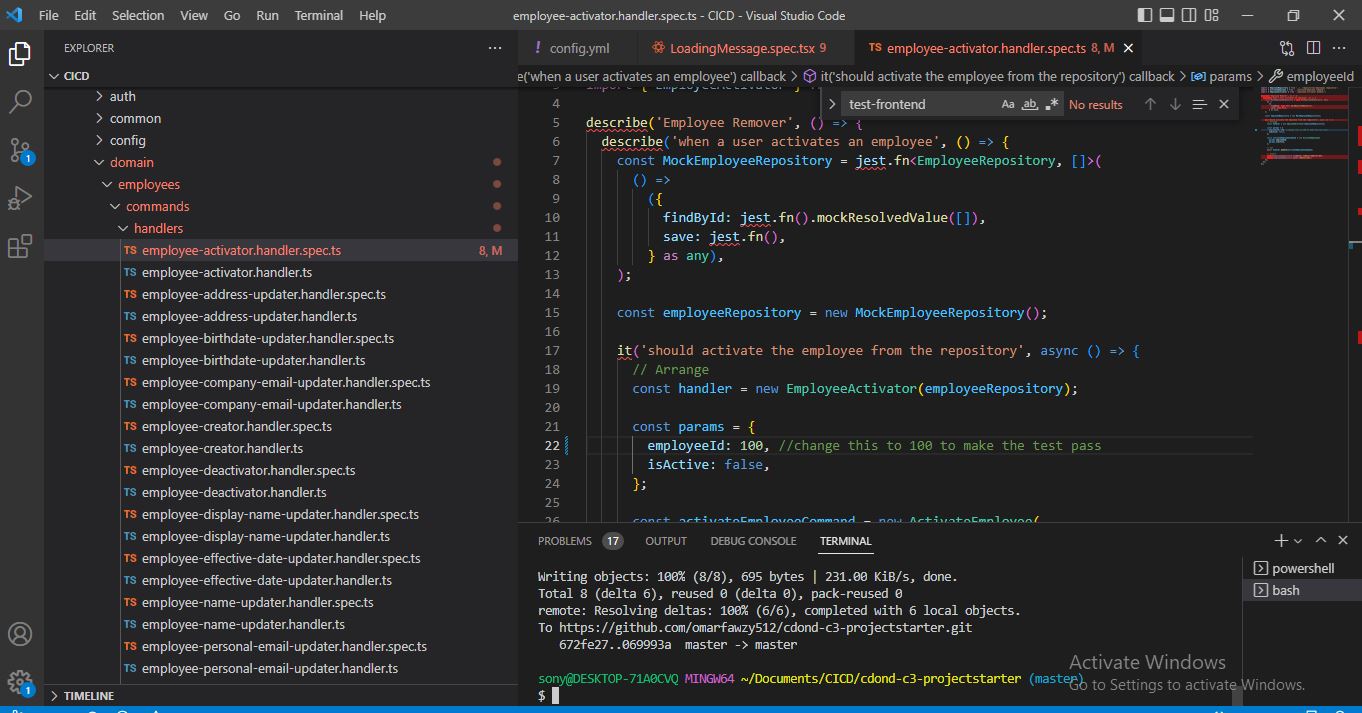 File Edit Selection View Go Run Terminal Help employee-activator.handler.spec.ts - CICD - Visual Studio Code
EXPLORER
CICD
auth
common
config
domain
employees
commands
handlers
TS employee-activator.handler.spec.ts 8, M
TS employee-activator.handler.ts
TS employee-address-updater.handler.spec.ts
TS employee-address-updater.handler.ts
TS employee-birthdate-updater.handler.spec.ts
TS employee-birthdate-updater.handler.ts
TS employee-company-email-updater.handler.spec.ts
TS employee-company-email-updater.handler.ts
TS employee-creator.handler.spec.ts
TS employee-creator.handler.ts
TS employee-deactivator.handler.spec.ts
TS employee-deactivator.handler.ts
TS employee-display-name-updater.handler.spec.ts
TS employee-display-name-updater.handler.ts
TS employee-effective-date-updater.handler.spec.ts
TS employee-effective-date-updater.handler.ts
TS employee-name-updater.handler.spec.ts
TS employee-name-updater.handler.ts
TS employee-personal-email-updater.handler.spec.ts
TS employee-personal-email-updater.handler.ts
TIMELINE
1
1
! config.yml LoadingMessage.spec.tsx 9 TS employee-activator.handler.spec.ts 8, M
e('when a user activates an employee') callback > it('should activate the employee from the repository') callback > params > employeeId
test-frontend Aa ab .* No results
4 import { EmployeeActivator }
5 describe('Employee Remover', () => {
6 describe('when a user activates an employee', () => {
7 const MockEmployeeRepository = jest.fn<EmployeeRepository, []>(
8 () =>
9 ({
10 findById: jest.fn().mockResolvedValue([]),
11 save: jest.fn(),
12 } as any),
13 );
14
15 const employeeRepository = new MockEmployeeRepository();
16
17 it('should activate the employee from the repository', async () => {
18 // Arrange
19 const handler = new EmployeeActivator(employeeRepository);
20
21 const params = {
22 employeeId: 100, //change this to 100 to make the test pass
23 isActive: false,
24 };
25
26 const activateEmployeeCommand = new ActivateEmployee(
PROBLEMS 17 OUTPUT DEBUG CONSOLE TERMINAL
Writing objects: 100% (8/8), 695 bytes | 231.00 KiB/s, done.
Total 8 (delta 6), reused 0 (delta 0), pack-reused 0
remote: Resolving deltas: 100% (6/6), completed with 6 local objects.
To https://github.com/omarfawzy512/cdond-c3-projectstarter.git
672fe27..069993a master -> master
sony@DESKTOP-71A0CVQ MINGW64 ~/Documents/CICD/cdond-c3-projectstarter (master)
$
powershell
bash
Activate Windows
Go to Settings to activate Windows.